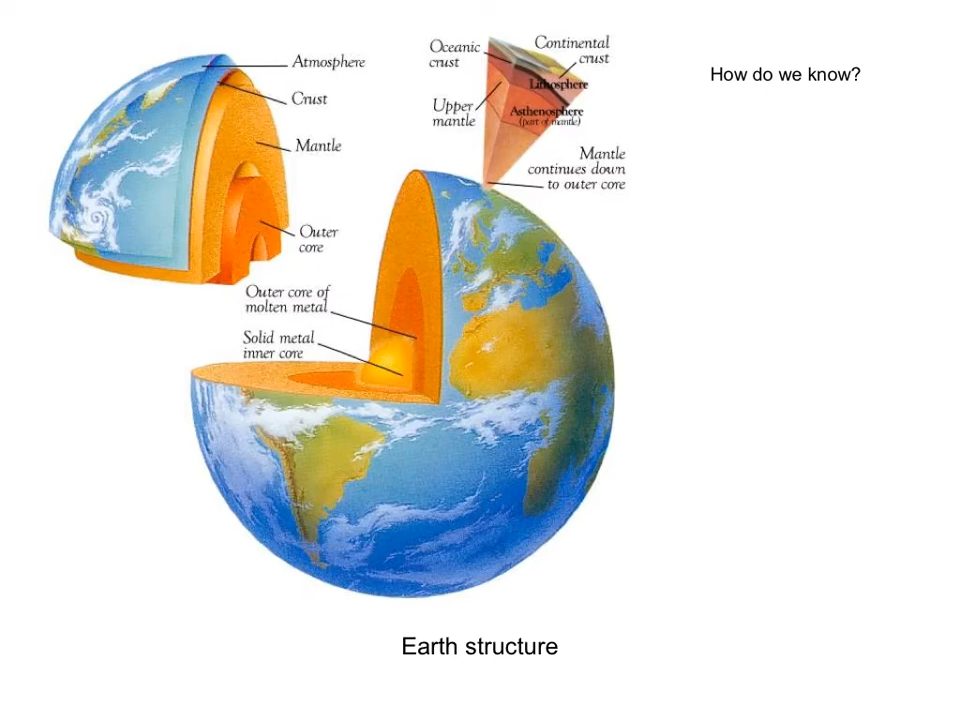 Atmosphere
Crust
Mantle
Outer
core
Oceanic
crust
Continental
crust
Lithosphere
Upper
mantle
Asthenosphere
(part of mantle)
Mantle
continues down
to outer core
How do we know?
Outer core of
molten metal
Solid metal
inner core
Earth structure